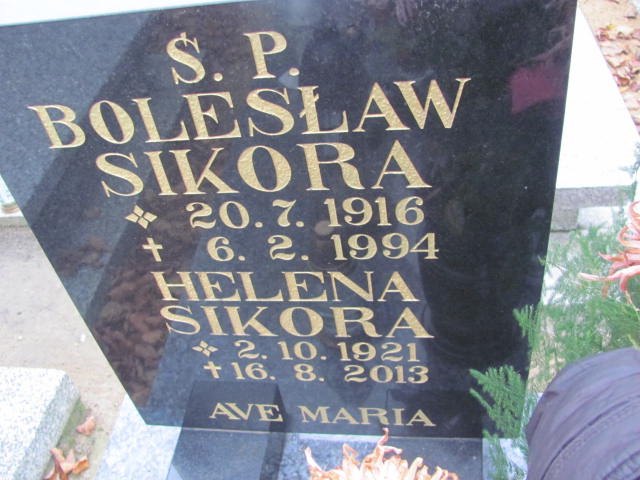 Ś. P.
BOLESŁAW
SIKORA
20. 7. 1916
✝ 6. 2. 1994
HELENA
SIKORA
2. 10. 1921
✝ 16. 8. 2013
AVE MARIA